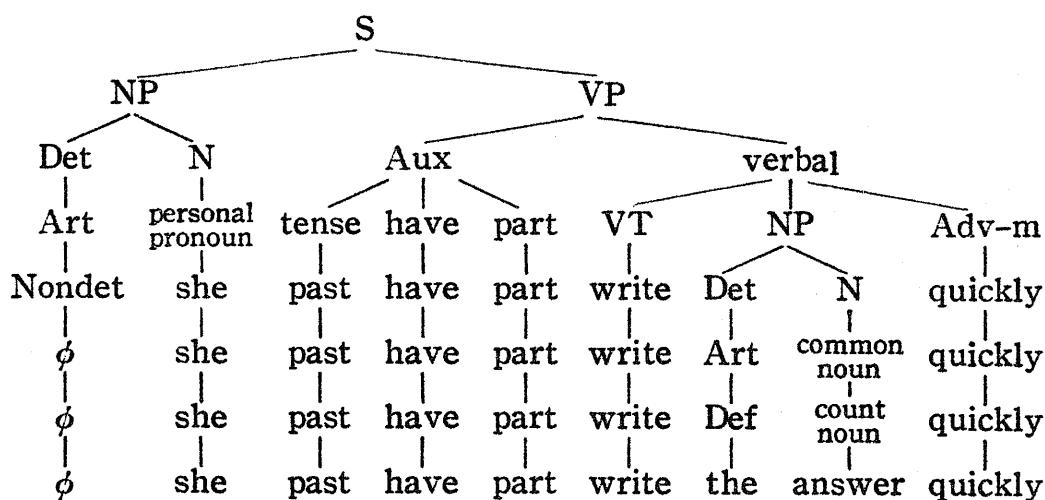 S
NP VP
Det N Aux verbal
Art personal pronoun tense have part VT NP Adv-m
Nondet she past have part write Det N quickly
ϕ she past have part write Art common noun quickly
ϕ she past have part write Def count noun quickly
ϕ she past have part write the answer quickly